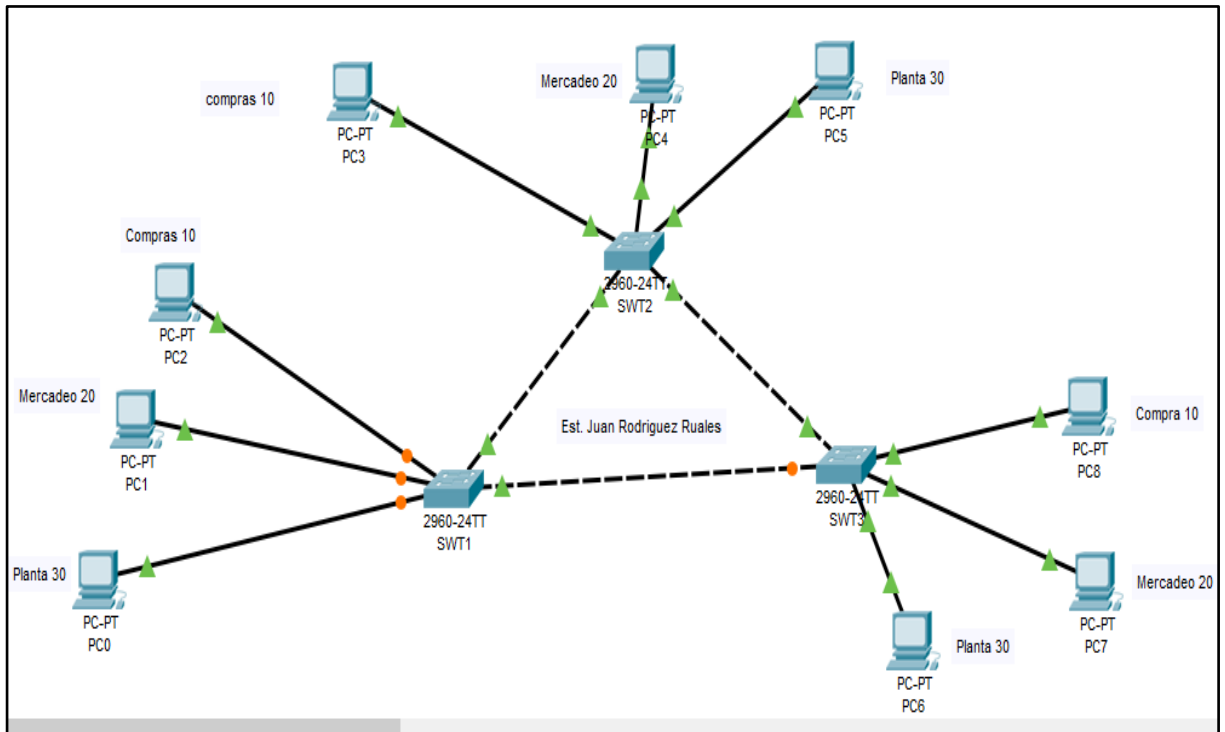 compras 10
PC-PT
PC3
Mercadeo 20
PC-PT
PC4
Planta 30
PC-PT
PC5
2960-24TT
SWT2
Compras 10
PC-PT
PC2
Mercadeo 20
PC-PT
PC1
Planta 30
PC-PT
PC0
2960-24TT
SWT1
Est. Juan Rodriguez Ruales
2960-24TT
SWT3
Compra 10
PC-PT
PC8
Mercadeo 20
PC-PT
PC7
Planta 30
PC-PT
PC6